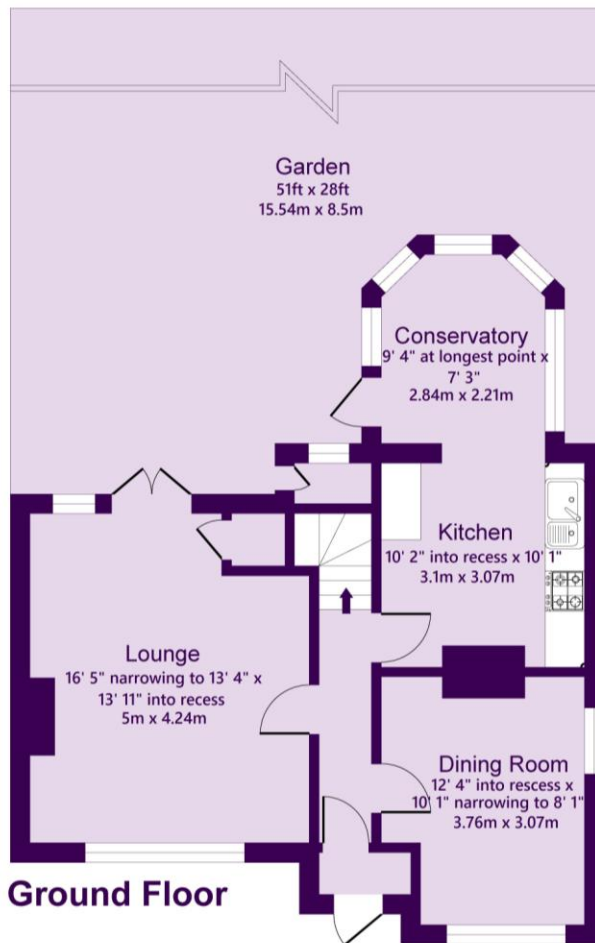 Garden
51ft x 28ft
15.54m x 8.5m
Conservatory
9' 4" at longest point x
7' 3"
2.84m x 2.21m
Kitchen
10' 2" into recess x 10' 1"
3.1m x 3.07m
Lounge
16' 5" narrowing to 13' 4" x
13' 11" into recess
5m x 4.24m
Dining Room
12' 4" into rescess x
10' 1" narrowing to 8' 1"
3.76m x 3.07m
Ground Floor